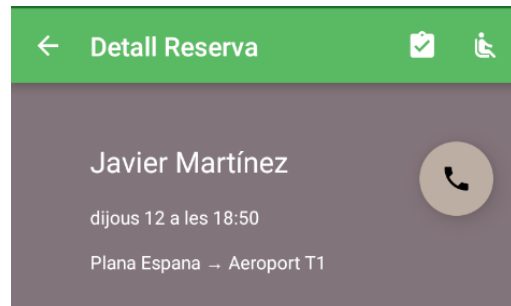 Detall Reserva
Javier Martínez
dijous 12 a les 18:50
Plana Espana → Aeroport T1